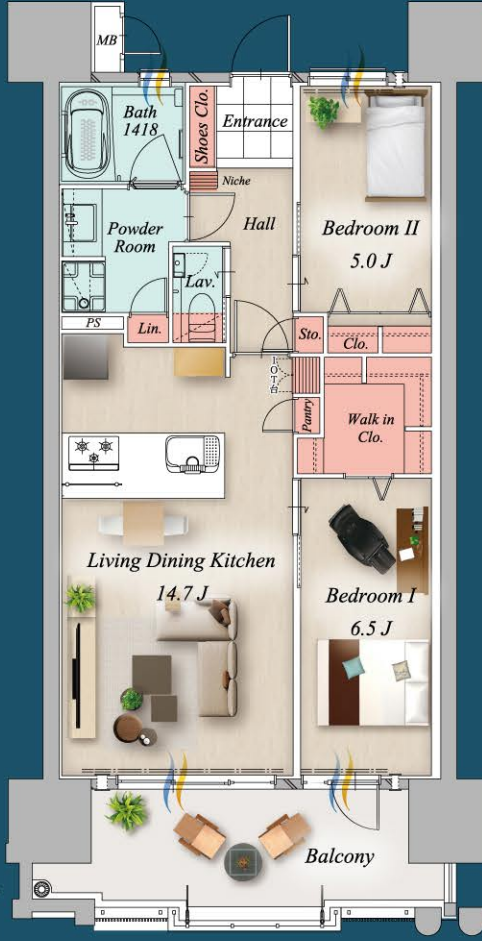 MB
Bath
1418
Shoes Clo.
Entrance
Niche
Hall
Bedroom II
5.0 J
Powder
Room
Lav.
PS
Lin.
Sto.
Clo.
Pantry
Walk in
Clo.
Living Dining Kitchen
14.7 J
Bedroom I
6.5 J
Balcony